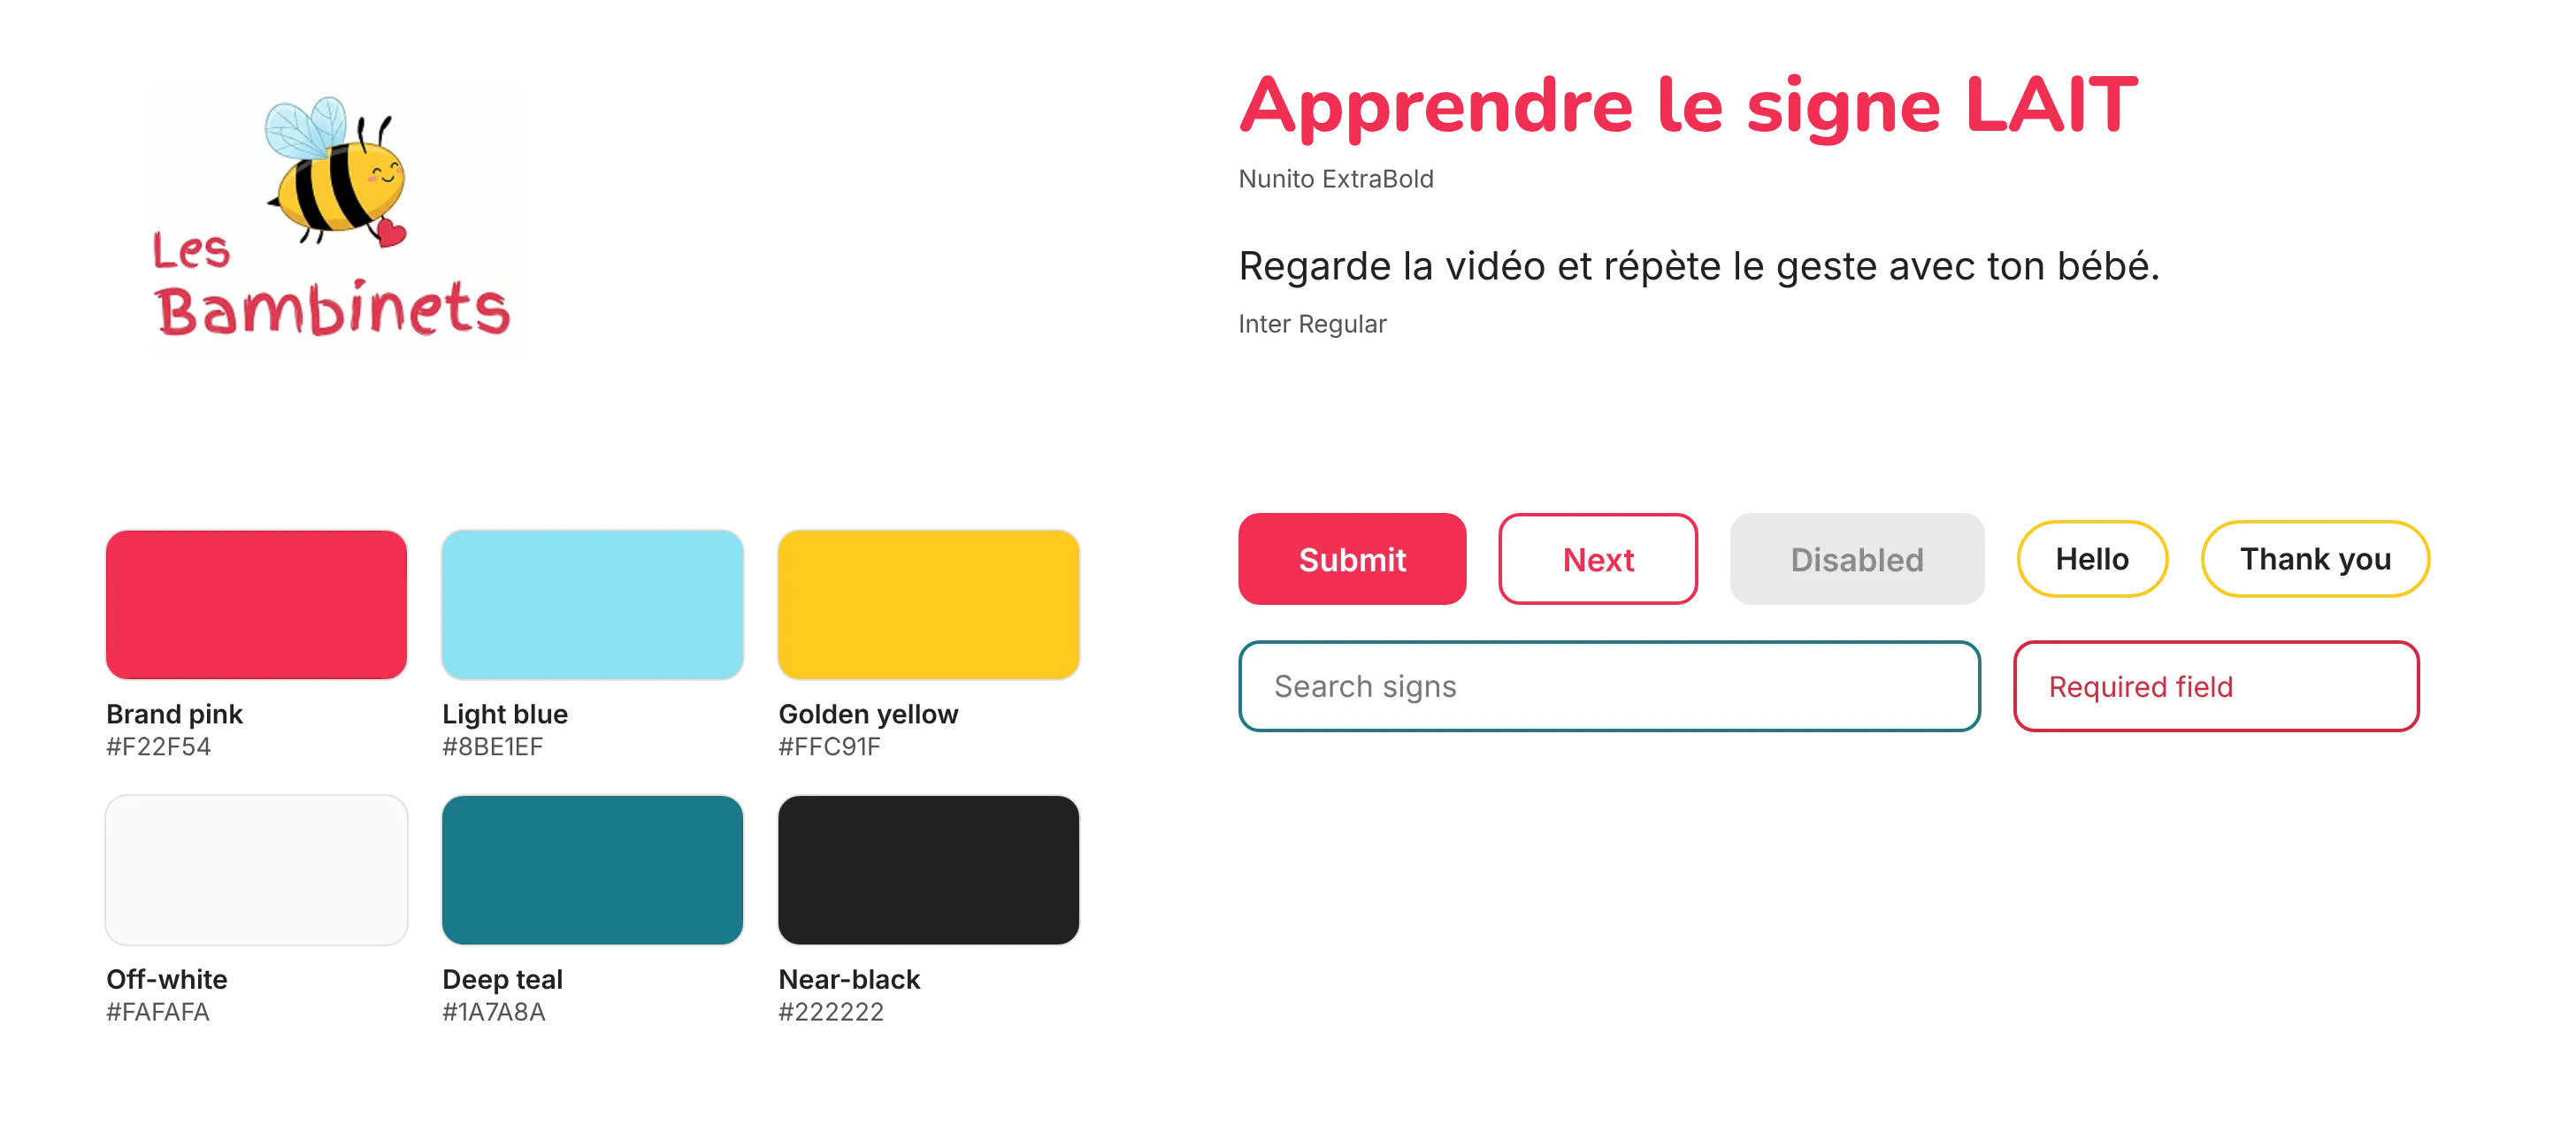 Les
Bambinets
Apprendre le signe LAIT
Nunito ExtraBold
Regarde la vidéo et répète le geste avec ton bébé.
Inter Regular
Brand pink
#F22F54
Light blue
#8BE1EF
Golden yellow
#FFC91F
Off-white
#FAFAFA
Deep teal
#1A7A8A
Near-black
#222222
Submit
Next
Disabled
Hello
Thank you
Search signs
Required field